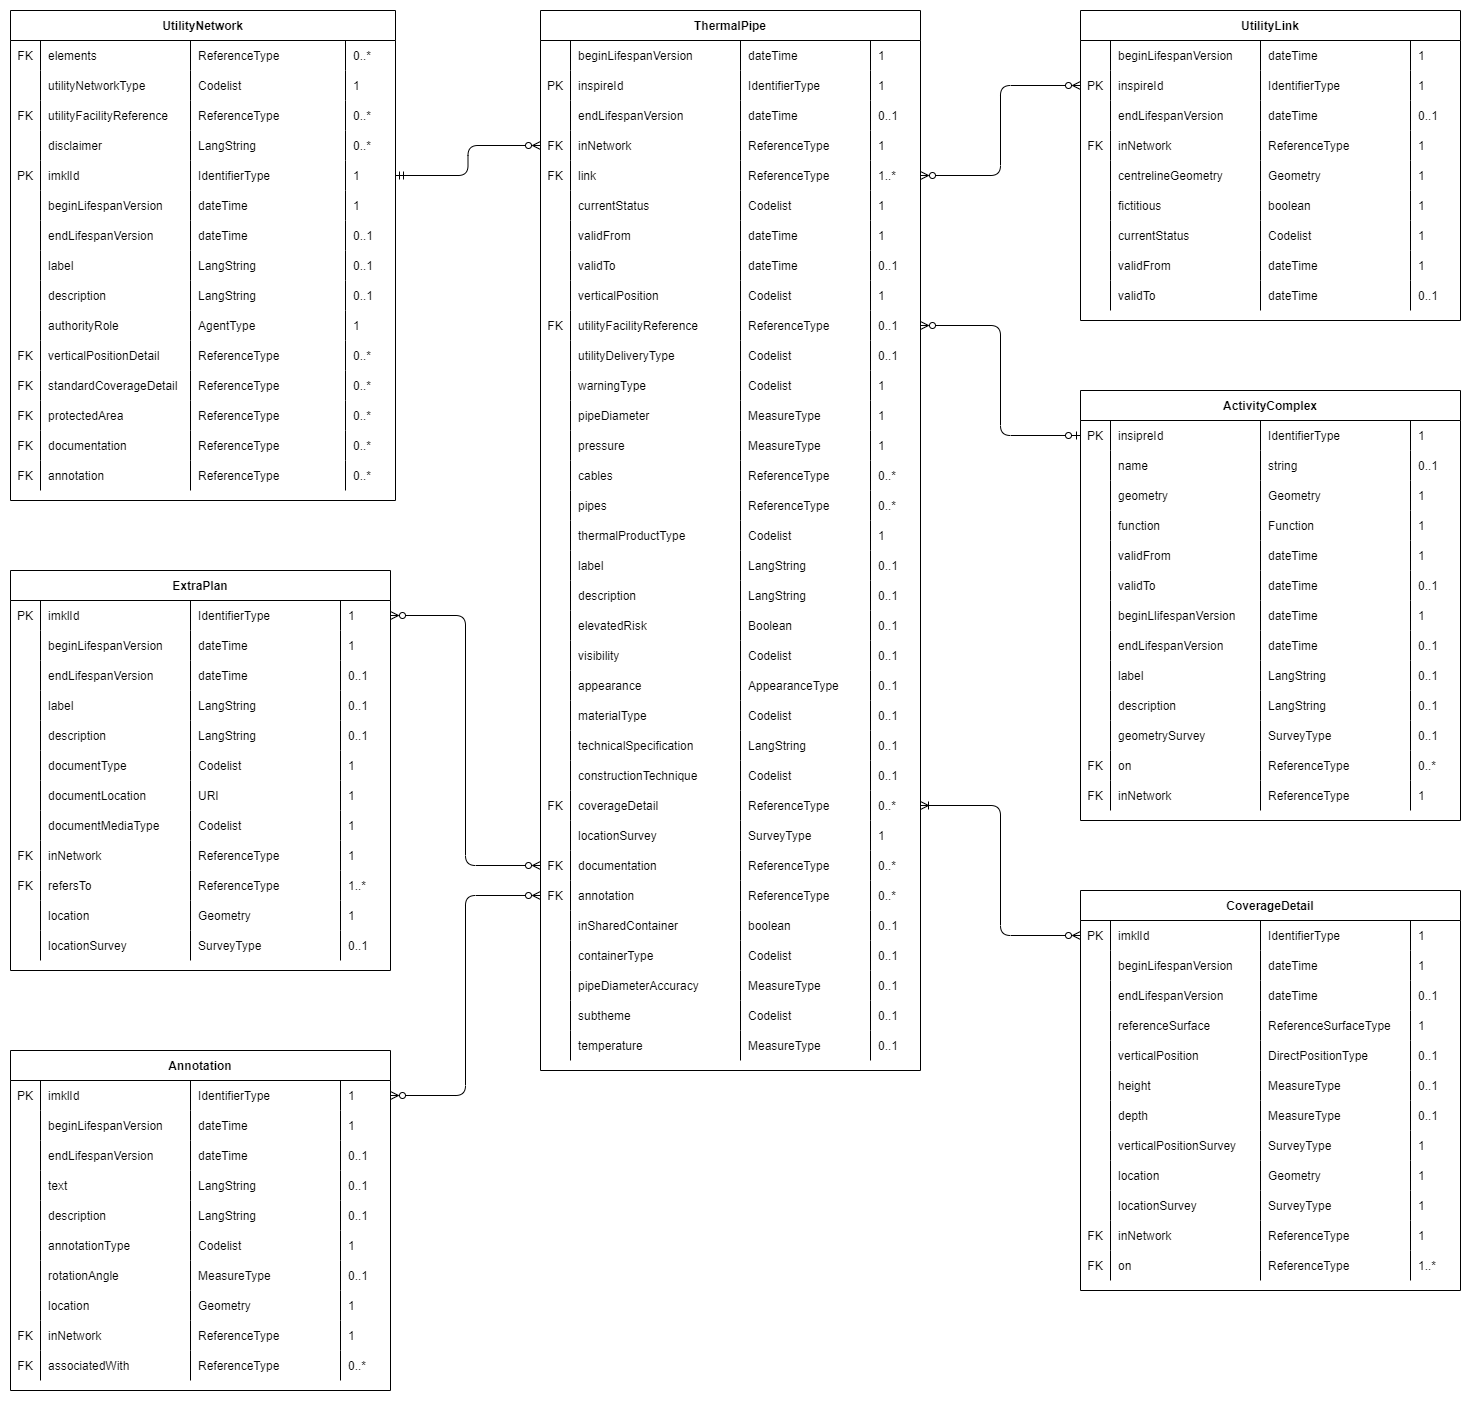 UtilityNetwork
FK elements ReferenceType 0..*
utilityNetworkType Codelist 1
FK utilityFacilityReference ReferenceType 0..*
disclaimer LangString 0..*
PK imklId IdentifierType 1
beginLifespanVersion dateTime 1
endLifespanVersion dateTime 0..1
label LangString 0..1
description LangString 0..1
authorityRole AgentType 1
FK verticalPositionDetail ReferenceType 0..*
FK standardCoverageDetail ReferenceType 0..*
FK protectedArea ReferenceType 0..*
FK documentation ReferenceType 0..*
FK annotation ReferenceType 0..*
ExtraPlan
PK imklId IdentifierType 1
beginLifespanVersion dateTime 1
endLifespanVersion dateTime 0..1
label LangString 0..1
description LangString 0..1
documentType Codelist 1
documentLocation URI 1
documentMediaType Codelist 1
FK inNetwork ReferenceType 1
FK refersTo ReferenceType 1..*
location Geometry 1
locationSurvey SurveyType 0..1
Annotation
PK imklId IdentifierType 1
beginLifespanVersion dateTime 1
endLifespanVersion dateTime 0..1
text LangString 0..1
description LangString 0..1
annotationType Codelist 1
rotationAngle MeasureType 0..1
location Geometry 1
FK inNetwork ReferenceType 1
FK associatedWith ReferenceType 0..*
ThermalPipe
beginLifespanVersion dateTime 1
PK inspireId IdentifierType 1
endLifespanVersion dateTime 0..1
FK inNetwork ReferenceType 1
FK link ReferenceType 1..*
currentStatus Codelist 1
validFrom dateTime 1
validTo dateTime 0..1
verticalPosition Codelist 1
FK utilityFacilityReference ReferenceType 0..1
utilityDeliveryType Codelist 0..1
warningType Codelist 1
pipeDiameter MeasureType 1
pressure MeasureType 1
cables ReferenceType 0..*
pipes ReferenceType 0..*
thermalProductType Codelist 1
label LangString 0..1
description LangString 0..1
elevatedRisk Boolean 0..1
visibility Codelist 0..1
appearance AppearanceType 0..1
materialType Codelist 0..1
technicalSpecification LangString 0..1
constructionTechnique Codelist 0..1
FK coverageDetail ReferenceType 0..*
locationSurvey SurveyType 1
FK documentation ReferenceType 0..*
FK annotation ReferenceType 0..*
inSharedContainer boolean 0..1
containerType Codelist 0..1
pipeDiameterAccuracy MeasureType 0..1
subtheme Codelist 0..1
temperature MeasureType 0..1
UtilityLink
beginLifespanVersion dateTime 1
PK inspireId IdentifierType 1
endLifespanVersion dateTime 0..1
FK inNetwork ReferenceType 1
centrelineGeometry Geometry 1
fictitious boolean 1
currentStatus Codelist 1
validFrom dateTime 1
validTo dateTime 0..1
ActivityComplex
PK insipreId IdentifierType 1
name string 0..1
geometry Geometry 1
function Function 1
validFrom dateTime 1
validTo dateTime 0..1
beginLlifespanVersion dateTime 1
endLifespanVersion dateTime 0..1
label LangString 0..1
description LangString 0..1
geometrySurvey SurveyType 0..1
FK on ReferenceType 0..*
FK inNetwork ReferenceType 1
CoverageDetail
PK imklId IdentifierType 1
beginLifespanVersion dateTime 1
endLifespanVersion dateTime 0..1
referenceSurface ReferenceSurfaceType 1
verticalPosition DirectPositionType 0..1
height MeasureType 0..1
depth MeasureType 0..1
verticalPositionSurvey SurveyType 1
location Geometry 1
locationSurvey SurveyType 1
FK inNetwork ReferenceType 1
FK on ReferenceType 1..*